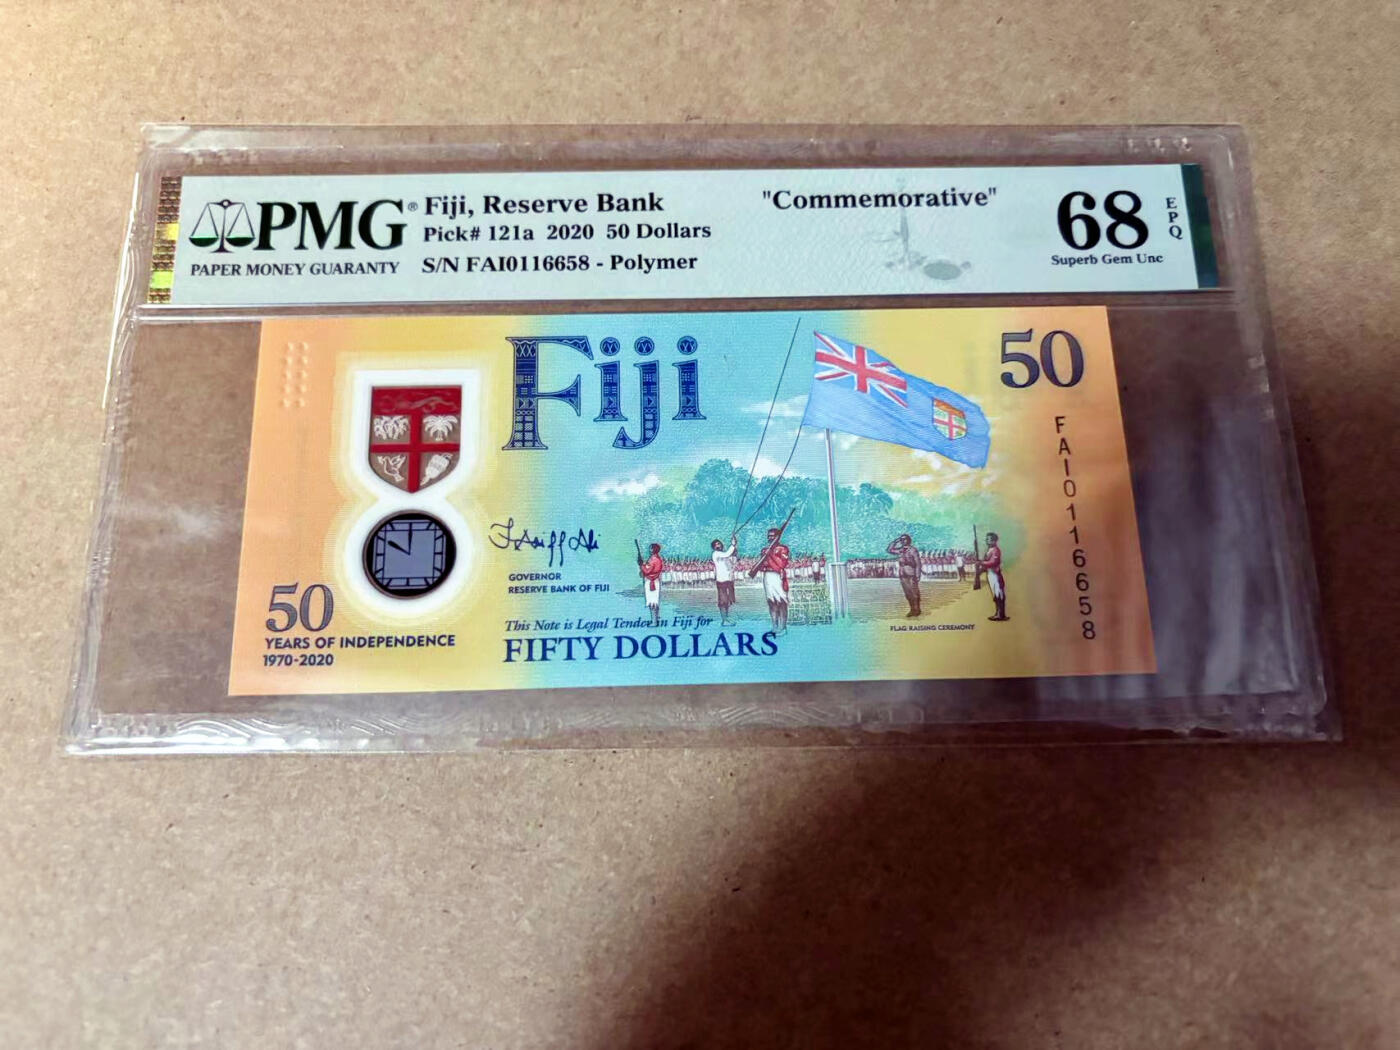 PMG®
PAPER MONEY GUARANTY
Fiji, Reserve Bank
Pick# 121a 2020 50 Dollars
S/N FAI0116658 - Polymer
"Commemorative"
68
EPQ
Superb Gem Unc
Fiji
50
FAI0116658
GOVERNOR
RESERVE BANK OF FIJI
50
YEARS OF INDEPENDENCE
1970-2020
This Note is Legal Tender in Fiji for
FIFTY DOLLARS
FLAG RAISING CEREMONY